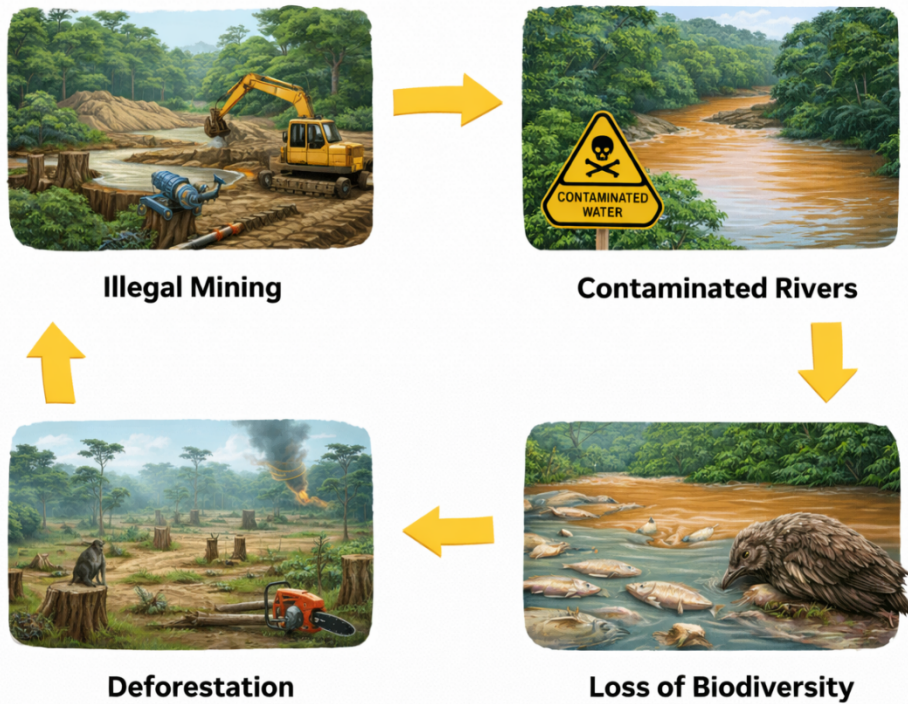 CONTAMINATED
WATER
Illegal Mining
Contaminated Rivers
Deforestation
Loss of Biodiversity